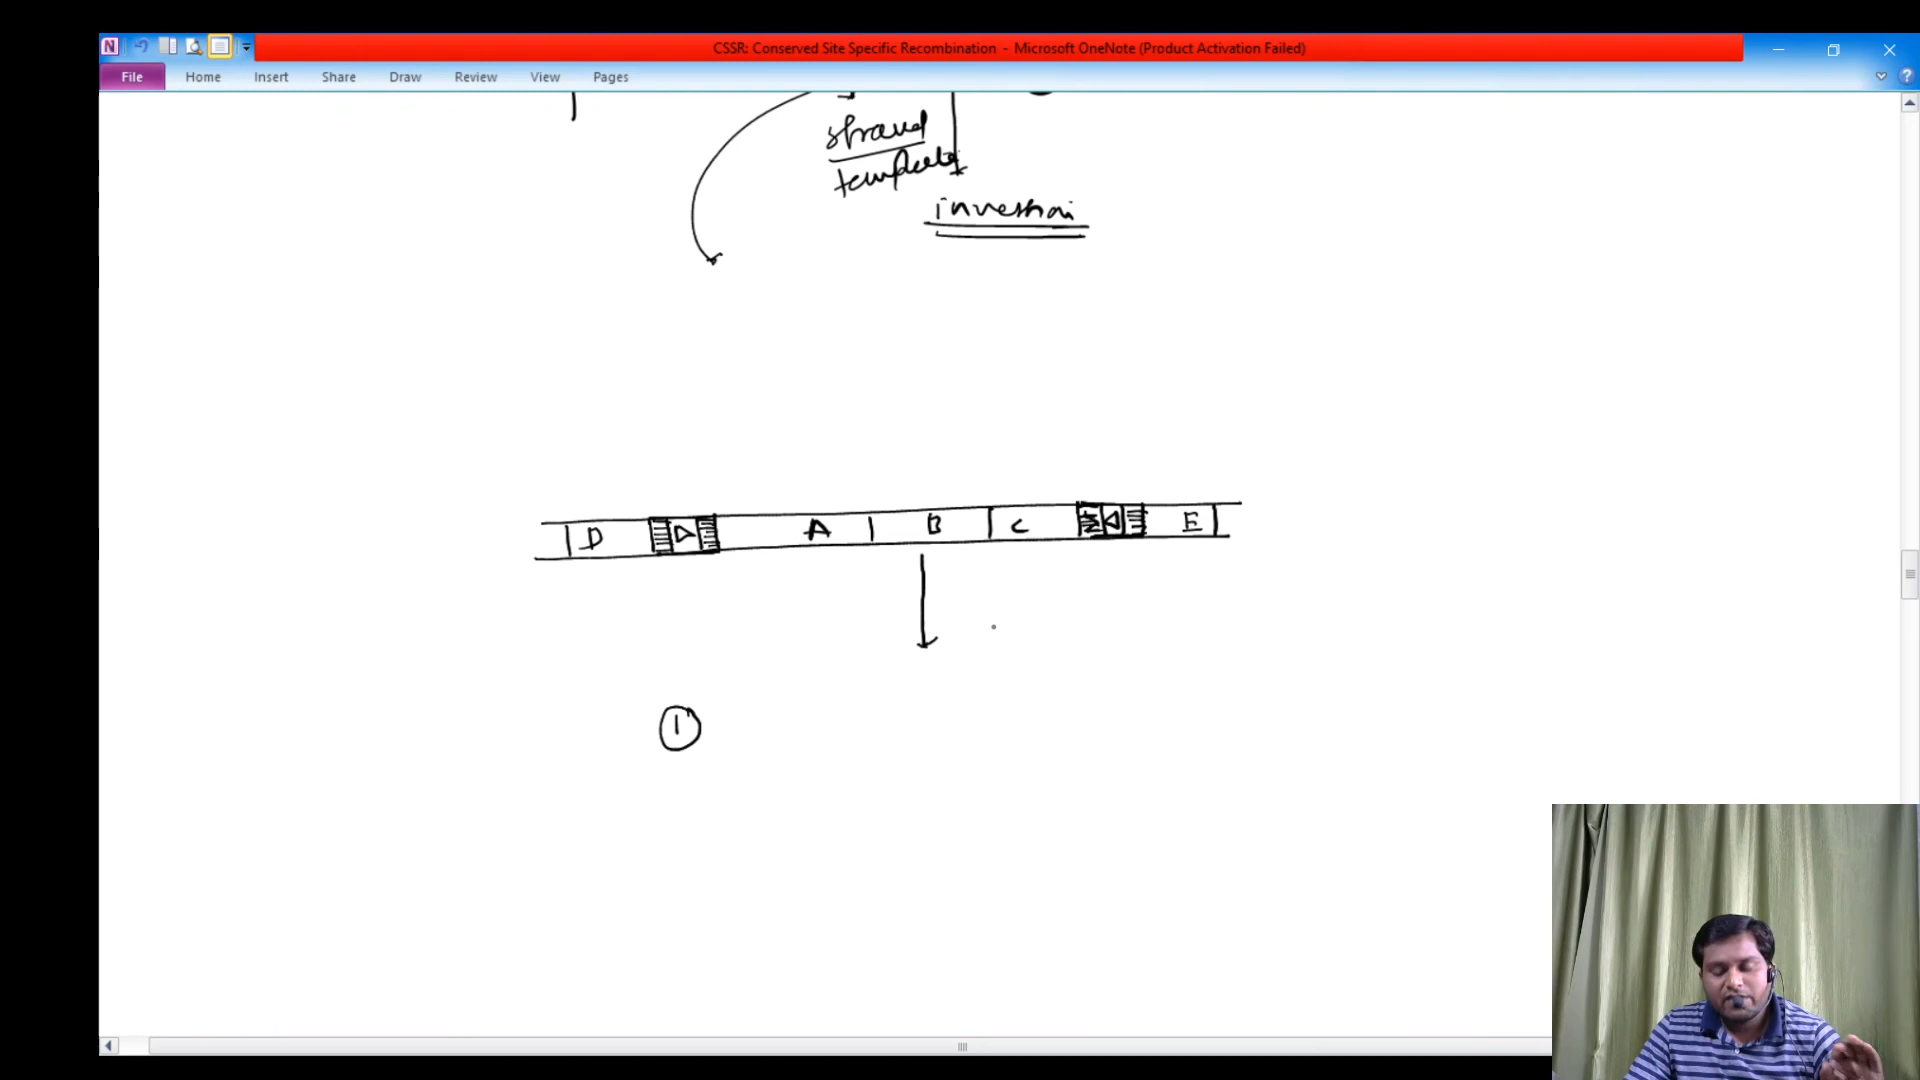 CSSR: Conserved Site Specific Recombination - Microsoft OneNote (Product Activation Failed)
File Home Insert Share Draw Review View Pages
strand
template
inversion
D A B C E
1